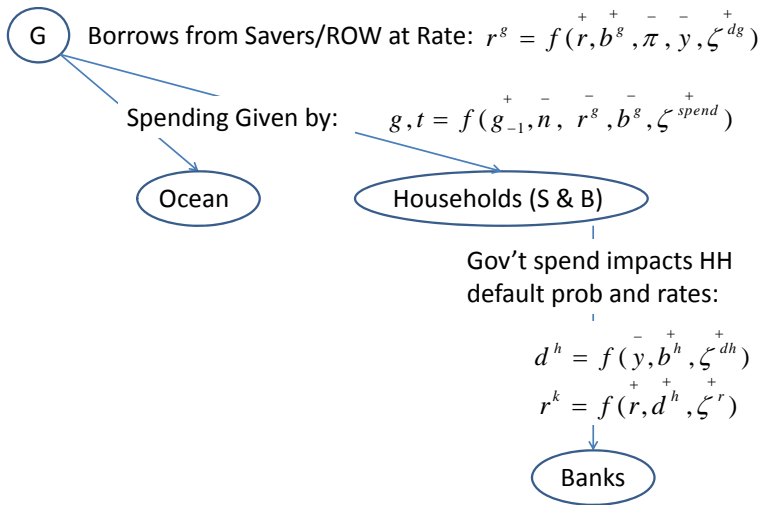 G Borrows from Savers/ROW at Rate: r^g = f(r⁺, b^g⁺, π⁻, y⁻, ζ^dg⁺)
Spending Given by: g,t = f(g₋₁⁺, n⁻, r^g⁻, b^g⁻, ζ^spend⁺)
Ocean Households (S & B)
Gov't spend impacts HH
default prob and rates:
d^h = f(y⁻, b^h⁺, ζ^dh⁺)
r^k = f(r⁺, d^h⁺, ζ^r⁺)
Banks